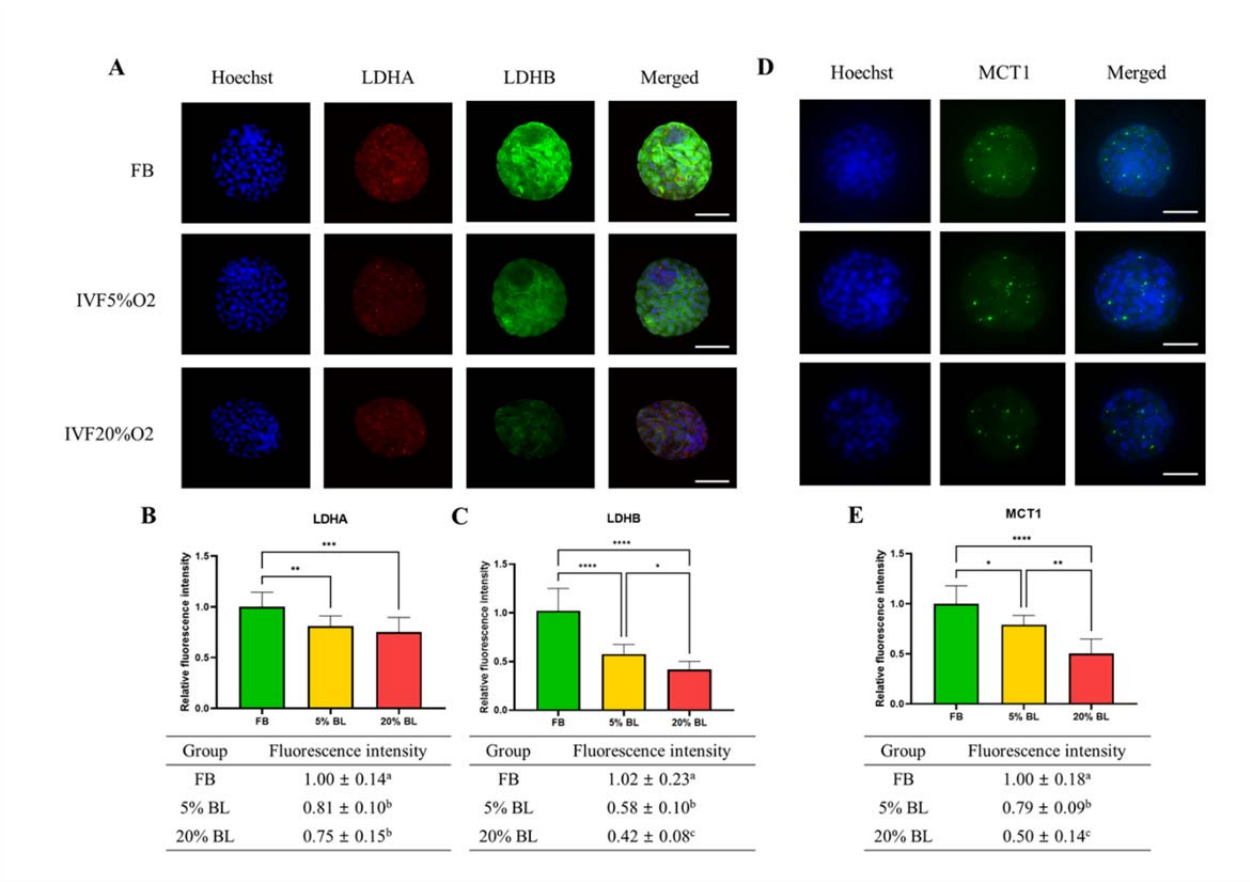 A
Hoechst LDHA LDHB Merged
FB
IVF5%O2
IVF20%O2
D
Hoechst MCT1 Merged
B
LDHA
Relative fluorescence intensity
1.5
1.0
0.5
0.0
** ***
FB 5% BL 20% BL
Group Fluorescence intensity
FB 1.00 ± 0.14ᵃ
5% BL 0.81 ± 0.10ᵇ
20% BL 0.75 ± 0.15ᵇ
C
LDHB
Relative fluorescence intensity
1.5
1.0
0.5
0.0
**** **** *
FB 5% BL 20% BL
Group Fluorescence intensity
FB 1.02 ± 0.23ᵃ
5% BL 0.58 ± 0.10ᵇ
20% BL 0.42 ± 0.08ᶜ
E
MCT1
Relative fluorescence intensity
1.5
1.0
0.5
0.0
**** * **
FB 5% BL 20% BL
Group Fluorescence intensity
FB 1.00 ± 0.18ᵃ
5% BL 0.79 ± 0.09ᵇ
20% BL 0.50 ± 0.14ᶜ